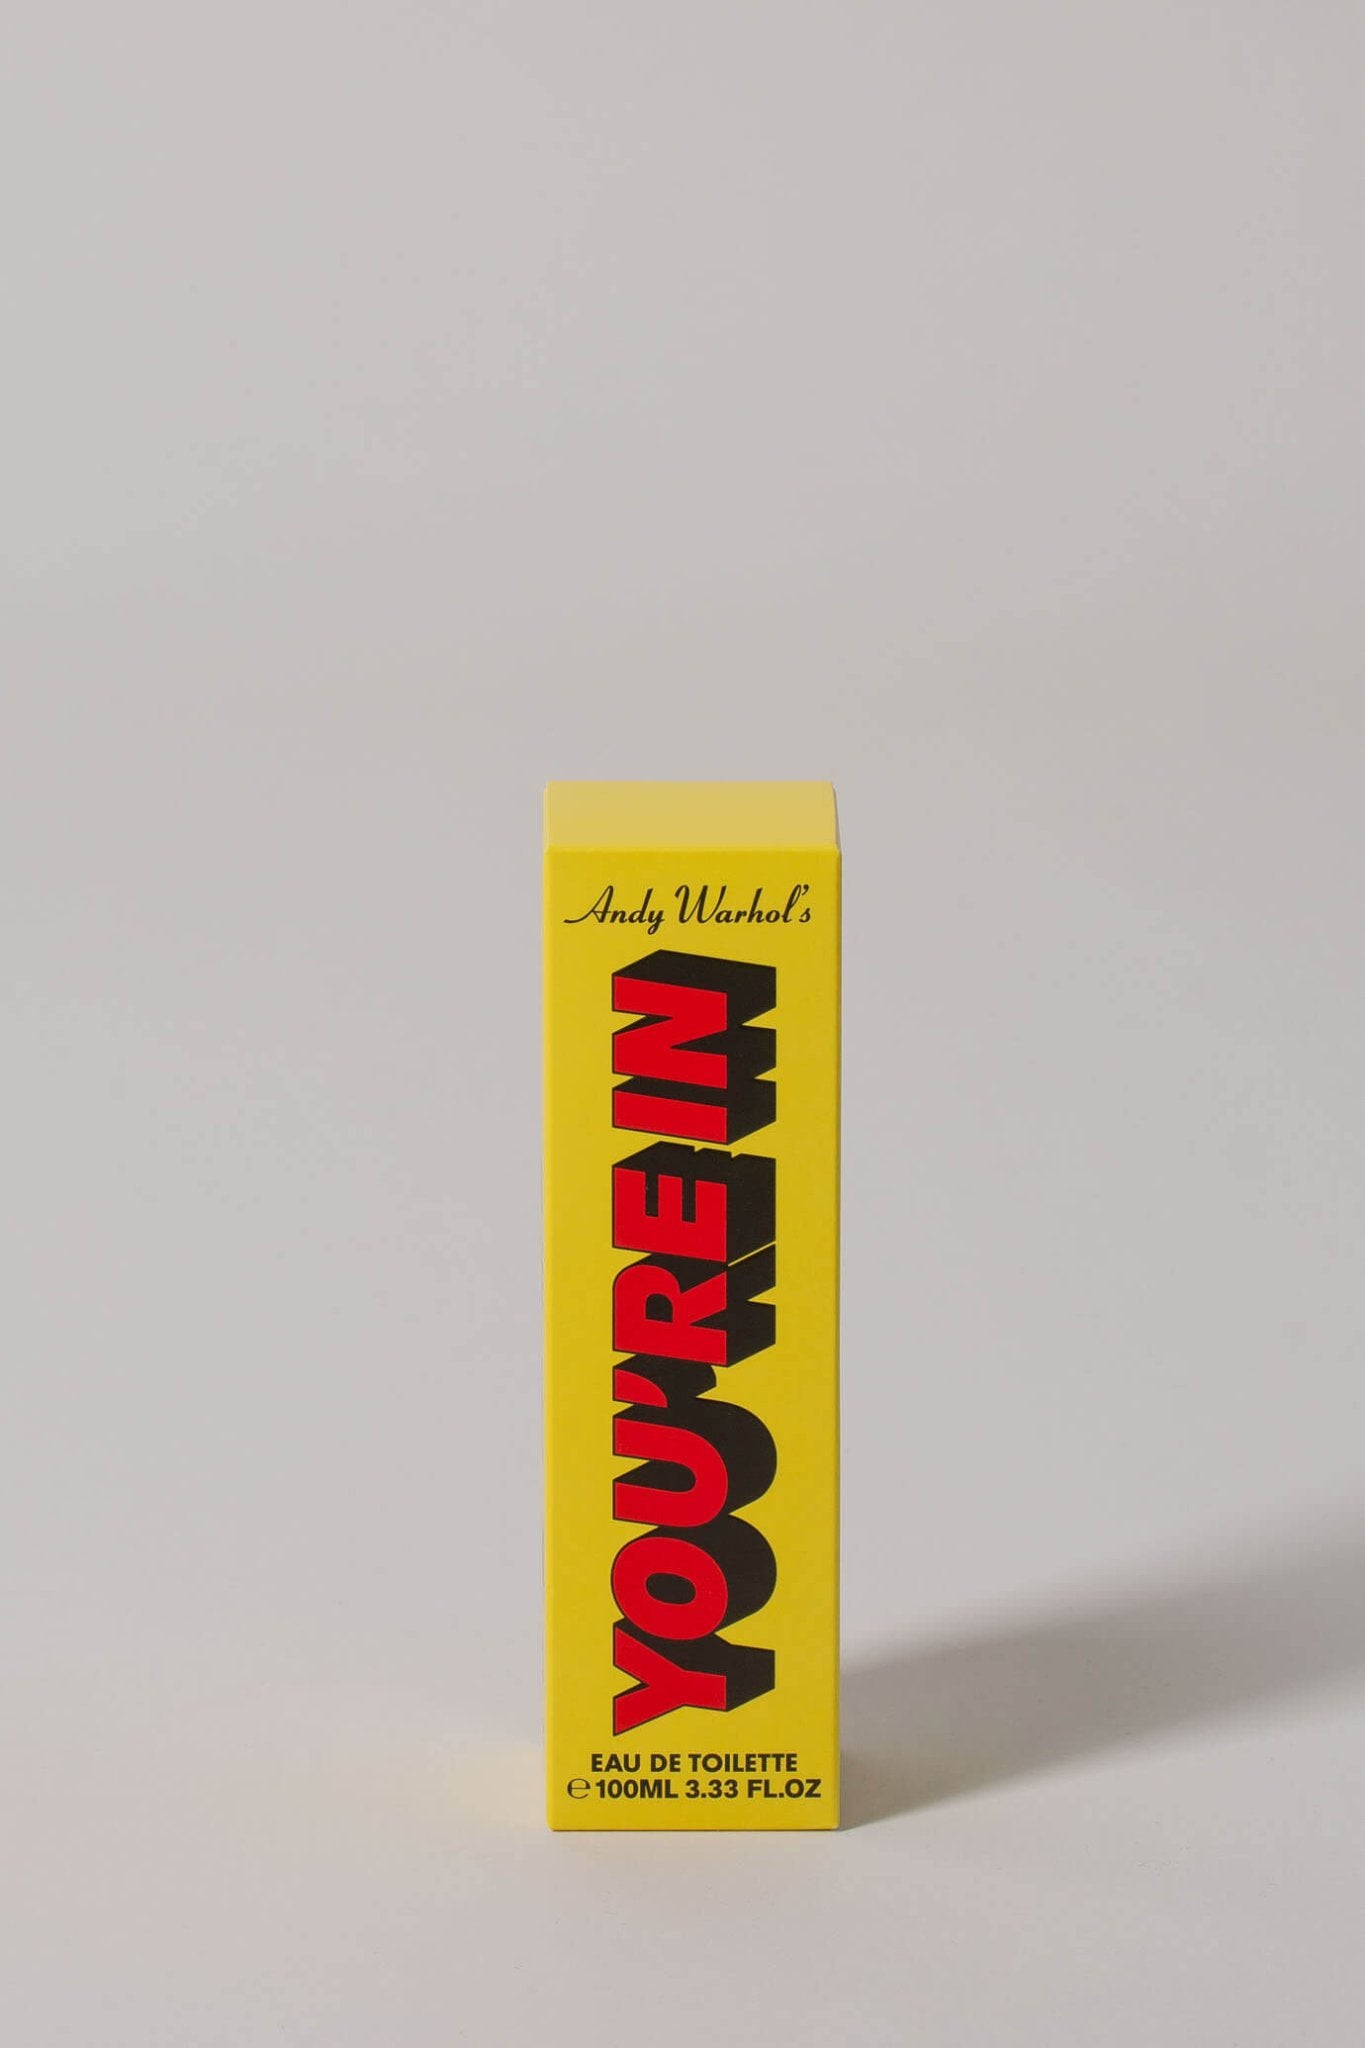 Andy Warhol's
YOU'RE IN
EAU DE TOILETTE
℮ 100ML 3.33 FL.OZ